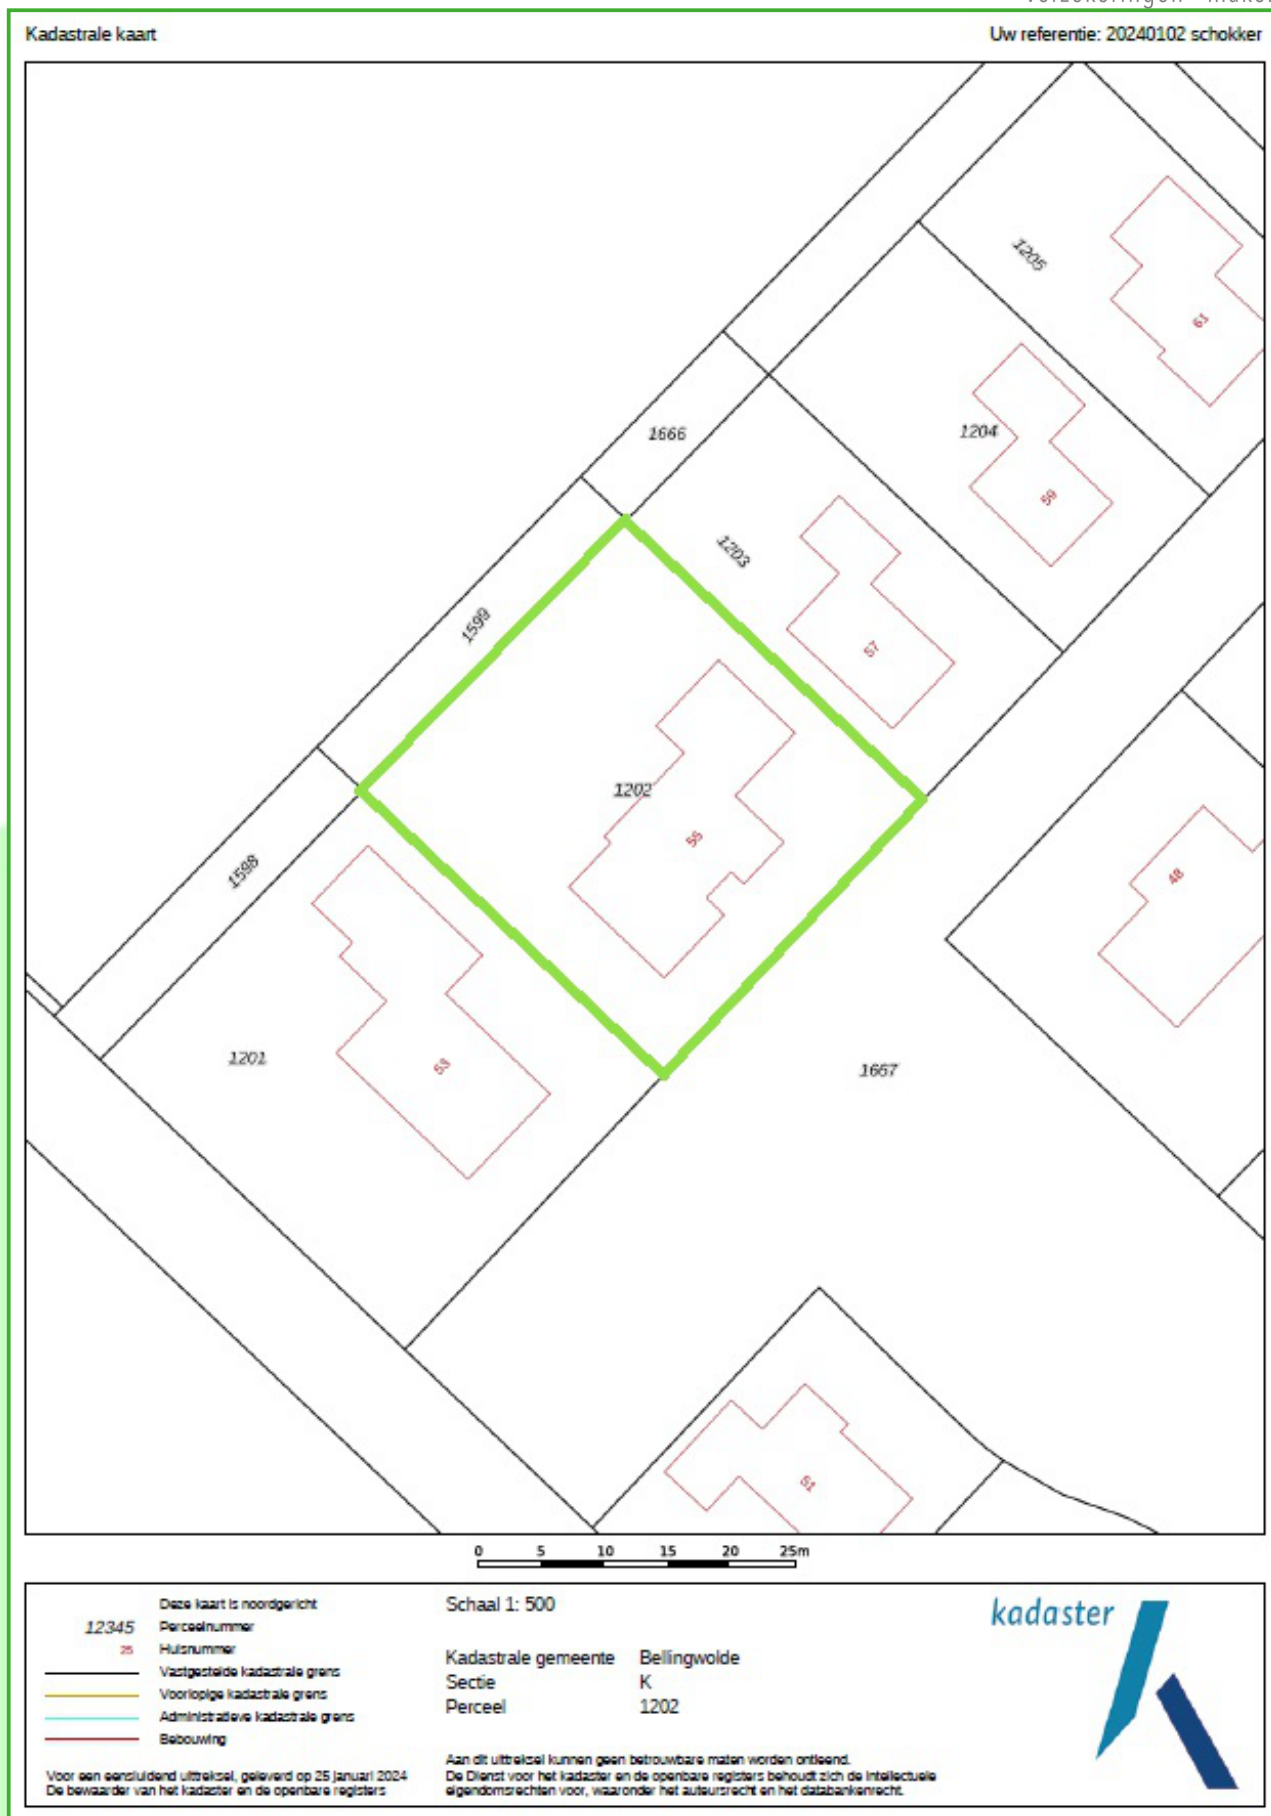 Kadastrale kaart
Uw referentie: 20240102 schokker
1205
61
1204
59
1666
1203
57
1599
1202
55
48
1598
1201
53
1667
51
0 5 10 15 20 25m
Deze kaart is noordgericht
12345 Perceelnummer
25 Huisnummer
Vastgestelde kadastrale grens
Voorlopige kadastrale grens
Administratieve kadastrale grens
Bebouwing
Voor een eensluidend uittreksel, geleverd op 25 januari 2024
De bewaarder van het kadaster en de openbare registers
Schaal 1: 500
Kadastrale gemeente Bellingwolde
Sectie K
Perceel 1202
Aan dit uittreksel kunnen geen betrouwbare maten worden ontleend.
De Dienst voor het kadaster en de openbare registers behoudt zich de intellectuele
eigendomsrechten voor, waaronder het auteursrecht en het databankenrecht.
kadaster